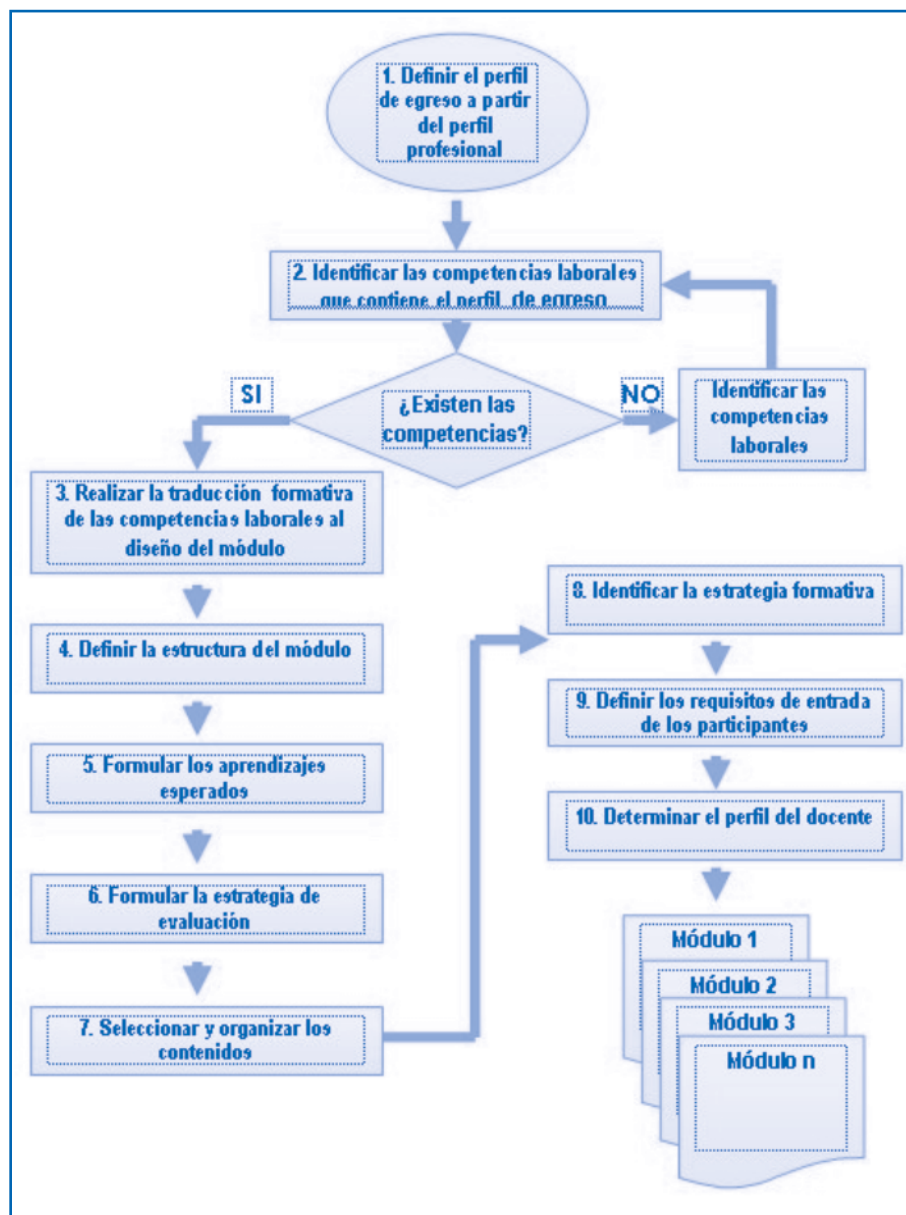 1. Definir el perfil
de egreso a partir
del perfil
profesional
2. Identificar las competencias laborales
que contiene el perfil de egreso
¿Existen las
competencias?
SI
NO
Identificar las
competencias
laborales
3. Realizar la traducción formativa
de las competencias laborales al
diseño del módulo
4. Definir la estructura del módulo
5. Formular los aprendizajes
esperados
6. Formular la estrategia de
evaluación
7. Seleccionar y organizar los
contenidos
8. Identificar la estrategia formativa
9. Definir los requisitos de entrada
de los participantes
10. Determinar el perfil del docente
Módulo 1
Módulo 2
Módulo 3
Módulo n